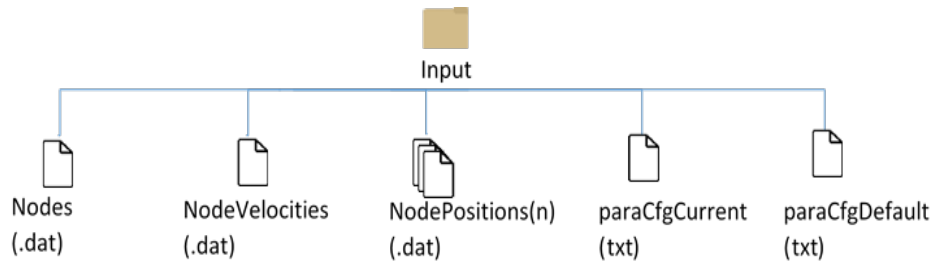 Input
Nodes
(.dat)
NodeVelocities
(.dat)
NodePositions(n)
(.dat)
paraCfgCurrent
(txt)
paraCfgDefault
(txt)